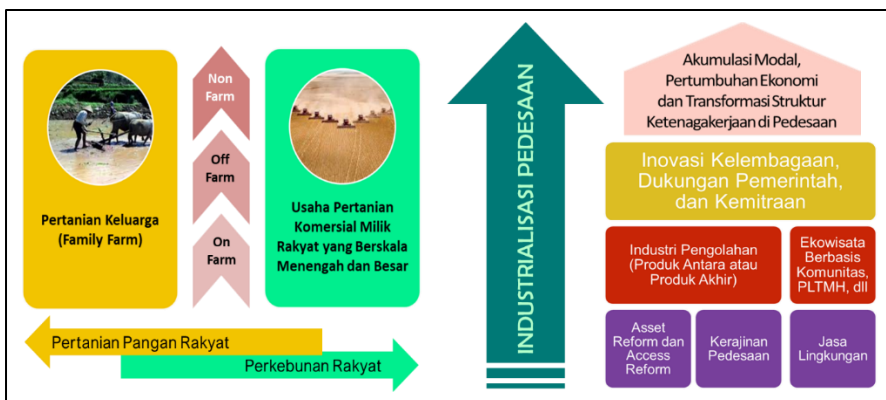 Pertanian Keluarga
(Family Farm)
Non
Farm
Off
Farm
On
Farm
Usaha Pertanian
Komersial Milik
Rakyat yang Berskala
Menengah dan Besar
Pertanian Pangan Rakyat
Perkebunan Rakyat
INDUSTRIALISASI PEDESAAN
Akumulasi Modal,
Pertumbuhan Ekonomi
dan Transformasi Struktur
Ketenagakerjaan di Pedesaan
Inovasi Kelembagaan,
Dukungan Pemerintah,
dan Kemitraan
Industri Pengolahan
(Produk Antara atau
Produk Akhir)
Ekowisata
Berbasis
Komunitas,
PLTMH, dll
Asset
Reform dan
Access
Reform
Kerajinan
Pedesaan
Jasa
Lingkungan